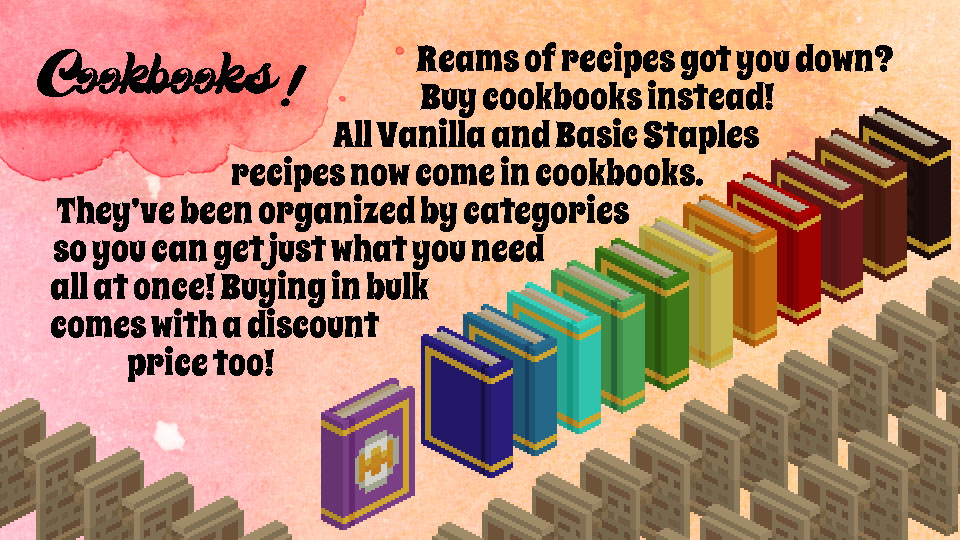 Cookbooks!
Reams of recipes got you down?
Buy cookbooks instead!
All Vanilla and Basic Staples
recipes now come in cookbooks.
They've been organized by categories
so you can get just what you need
all at once! Buying in bulk
comes with a discount
price too!